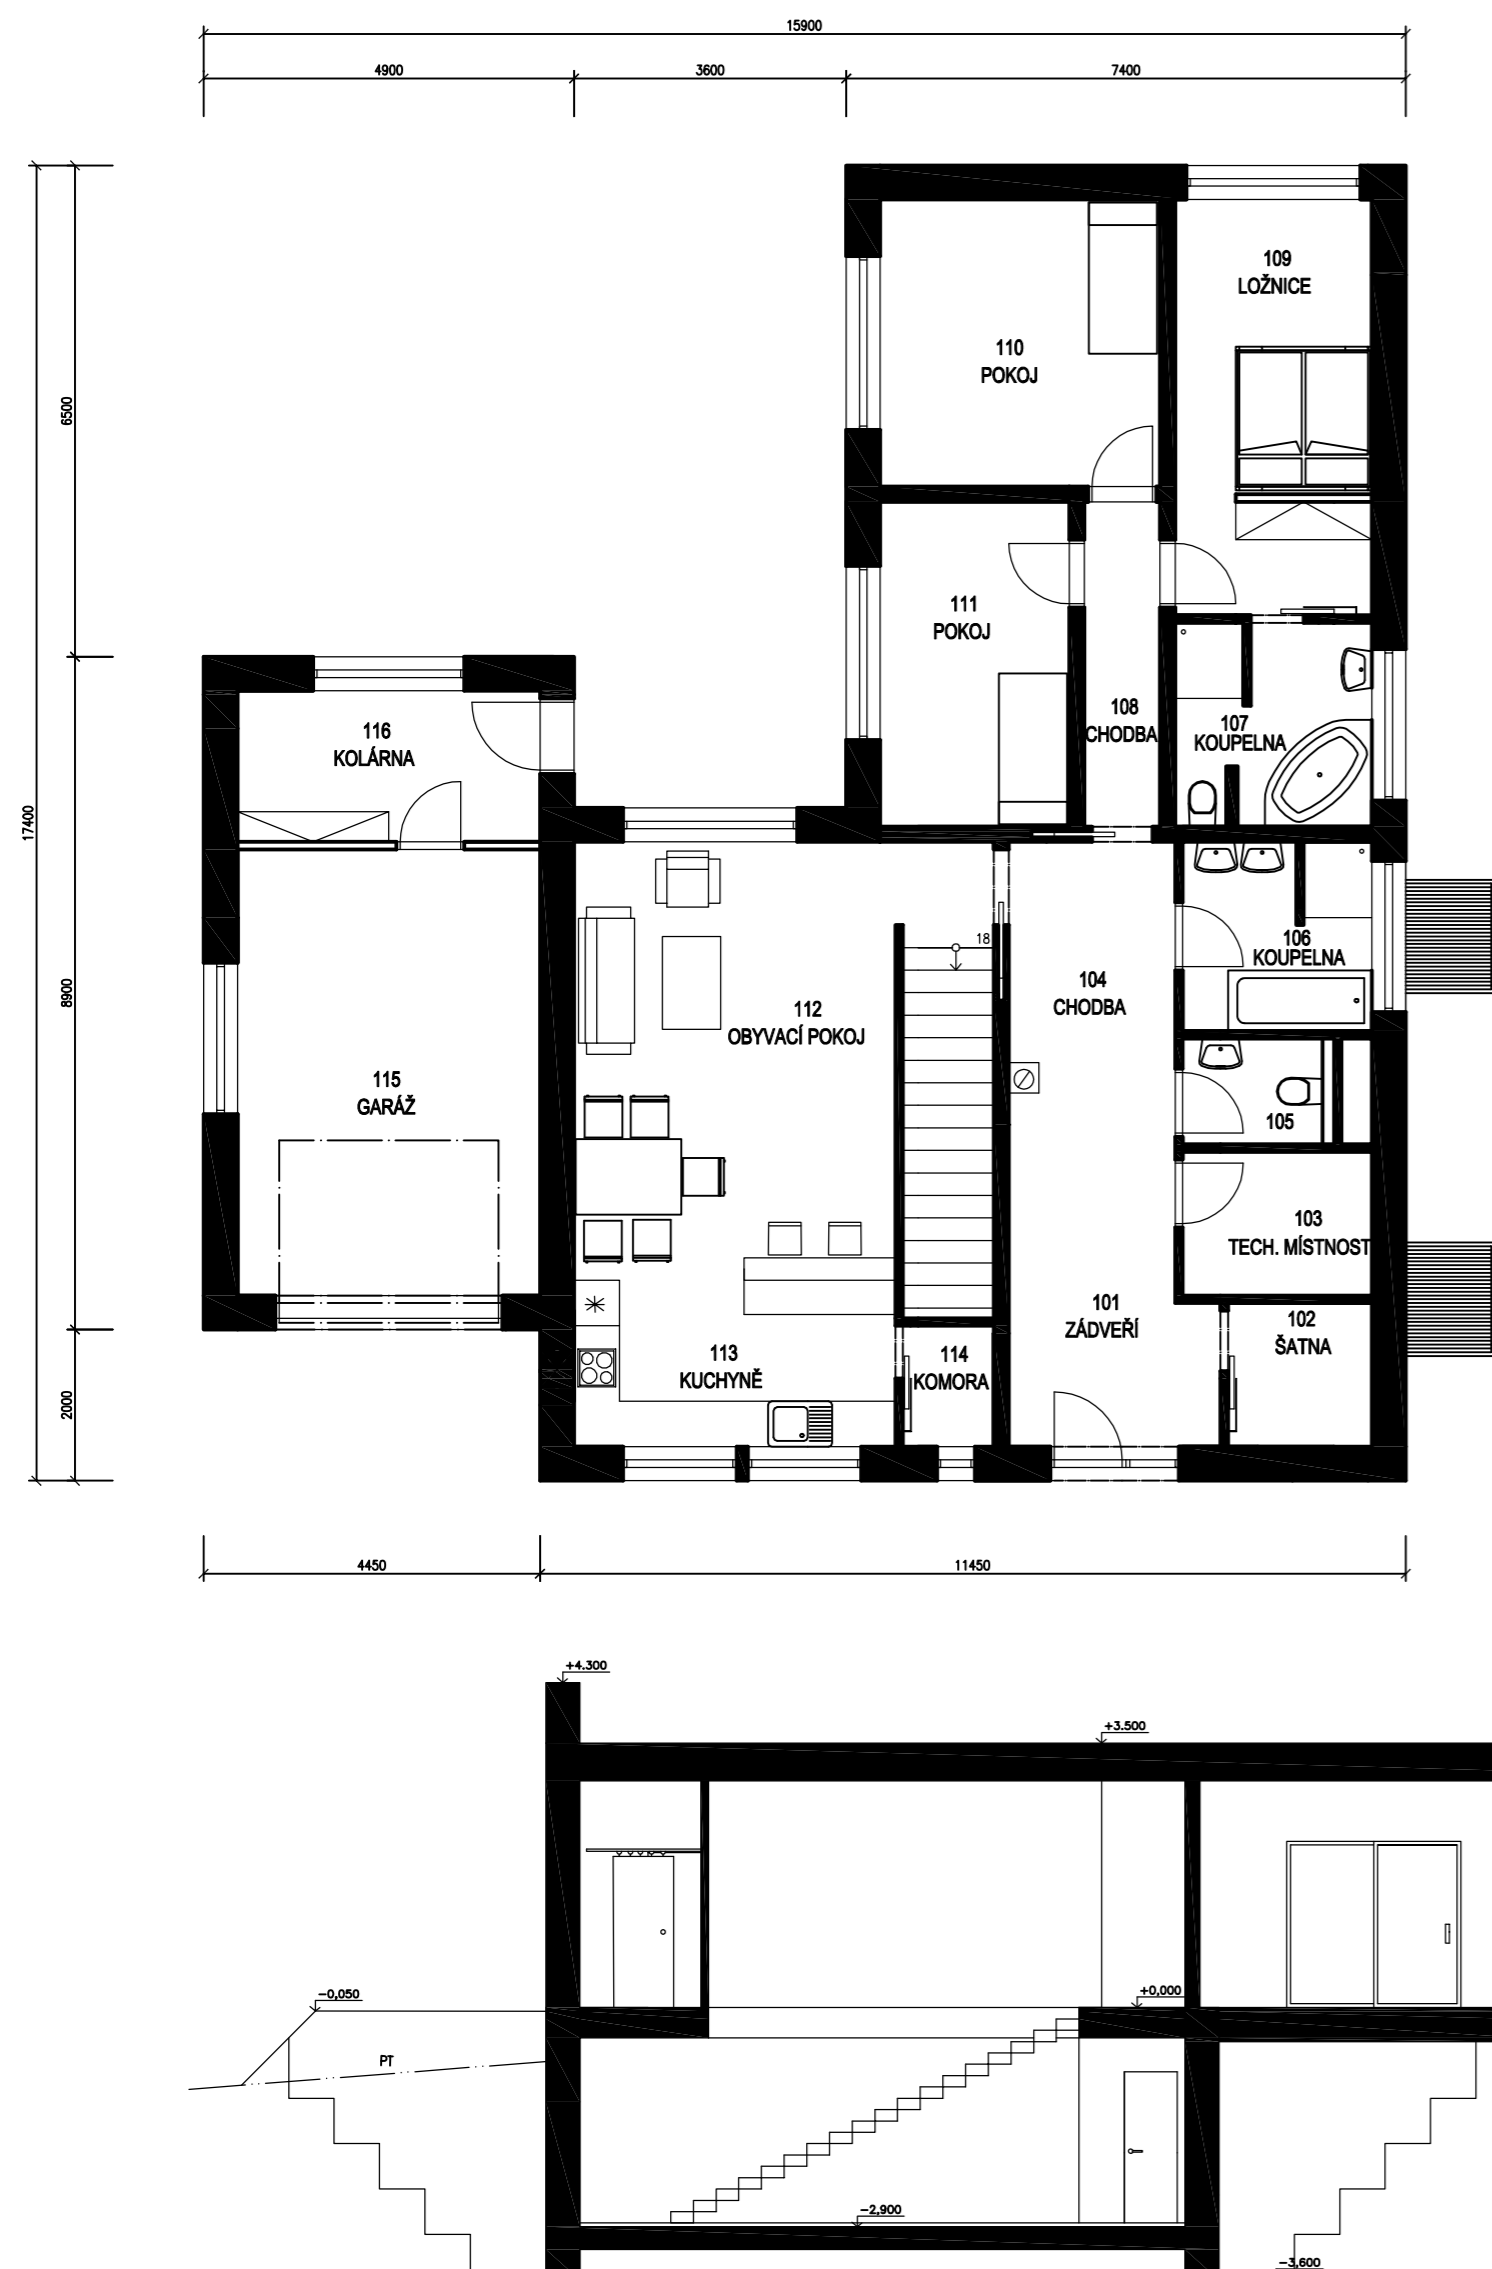 15900
4900
3600
7400
109
LOŽNICE
110
POKOJ
6500
111
POKOJ
108
CHODBA
107
KOUPELNA
116
KOLÁRNA
17400
106
KOUPELNA
18
104
CHODBA
112
OBYVACÍ POKOJ
8900
115
GARÁŽ
105
103
TECH. MÍSTNOST
101
ZÁDVEŘÍ
102
ŠATNA
113
KUCHYNĚ
114
KOMORA
2000
4450
11450
+4.300
+3.500
-0,050
+0,000
PT
-2,900
-3,600